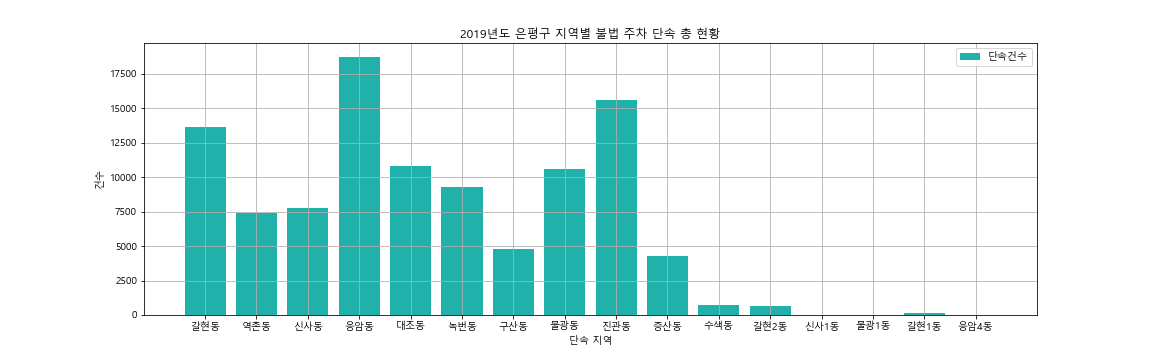 2019년도 은평구 지역별 불법 주차 단속 총 현황
단속건수
17500
15000
12500
10000
7500
5000
2500
0
건수
갈현동 역촌동 신사동 응암동 대조동 녹번동 구산동 불광동 진관동 증산동 수색동 갈현2동 신사1동 불광1동 갈현1동 응암4동
단속 지역